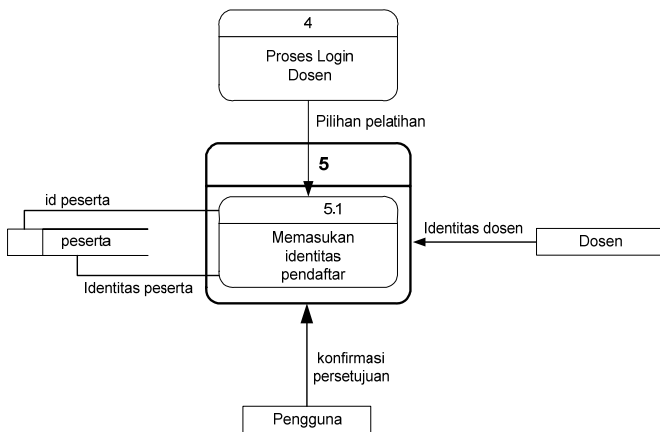 4
Proses Login
Dosen
Pilihan pelatihan
5
id peserta
5.1
peserta
Memasukan
identitas
pendaftar
Identitas dosen
Dosen
Identitas peserta
konfirmasi
persetujuan
Pengguna